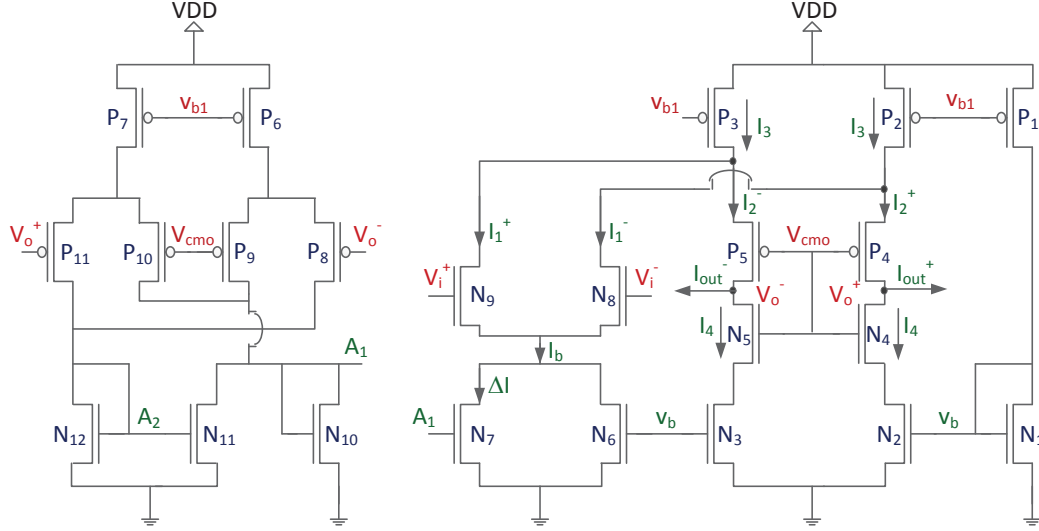 VDD VDD
P7 vb1 P6 vb1 P3 I3 I3 P2 vb1 P1
Vo+ P11 P10 Vcmo P9 P8 Vo- I1+ I1- I2- I2+
P5 Vcmo P4
Vi+ N9 N8 Vi- Iout- Vo- Vo+ Iout+
I4 N5 N4 I4
A1 Ib
ΔI
N12 A2 N11 N10 A1 N7 N6 vb N3 N2 vb N1